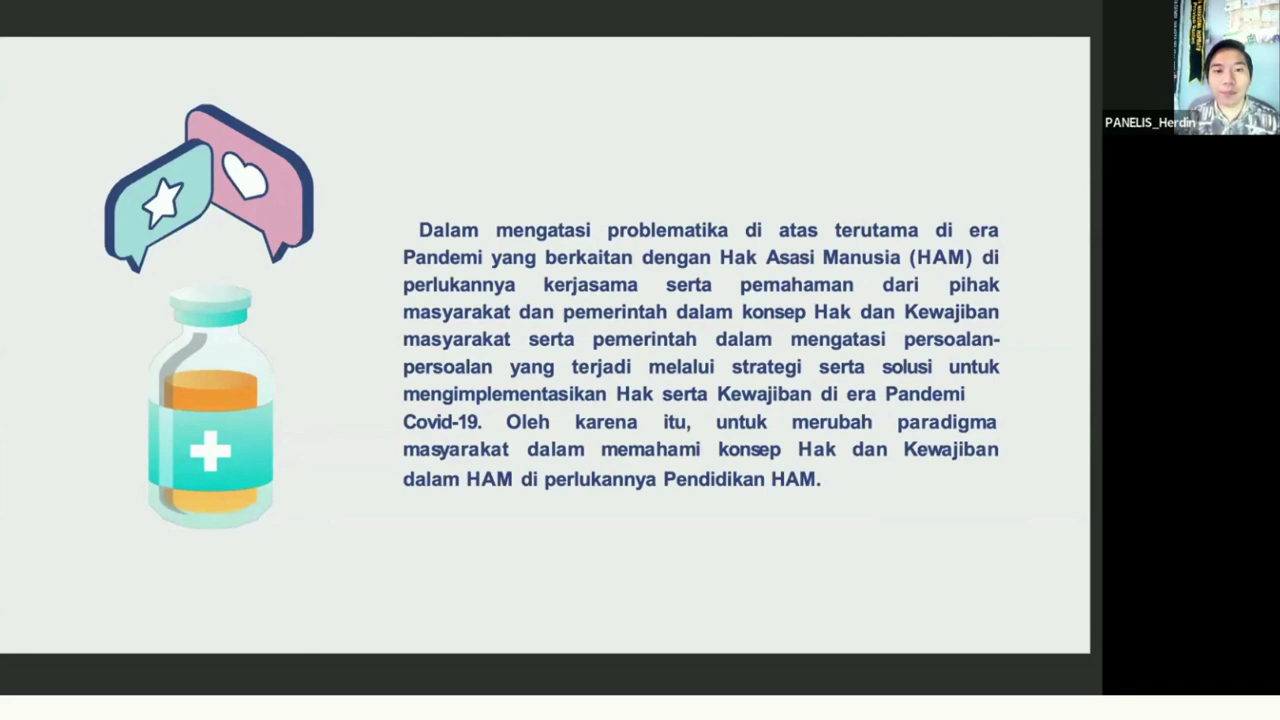 Dalam mengatasi problematika di atas terutama di era
Pandemi yang berkaitan dengan Hak Asasi Manusia (HAM) di
perlukannya kerjasama serta pemahaman dari pihak
masyarakat dan pemerintah dalam konsep Hak dan Kewajiban
masyarakat serta pemerintah dalam mengatasi persoalan-
persoalan yang terjadi melalui strategi serta solusi untuk
mengimplementasikan Hak serta Kewajiban di era Pandemi
Covid-19. Oleh karena itu, untuk merubah paradigma
masyarakat dalam memahami konsep Hak dan Kewajiban
dalam HAM di perlukannya Pendidikan HAM.
PANELIS_Herdin